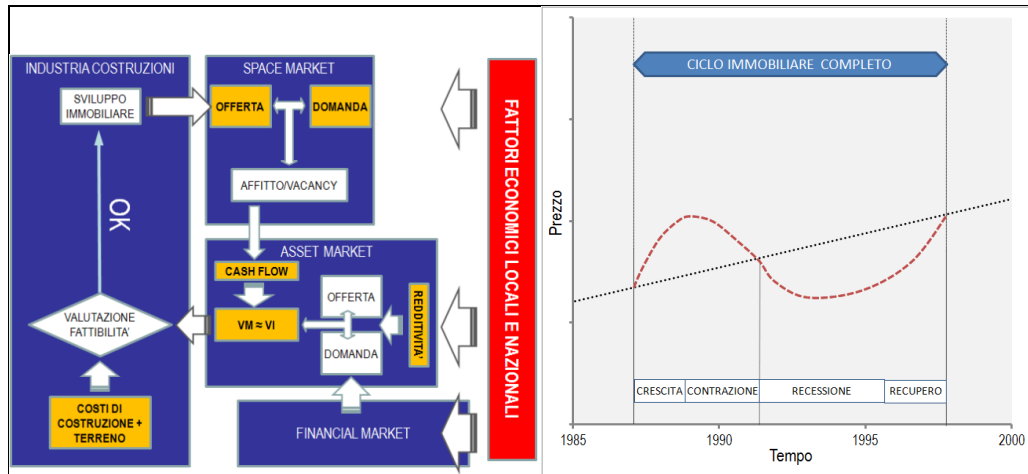 INDUSTRIA COSTRUZIONI
SVILUPPO
IMMOBILIARE
OK
VALUTAZIONE
FATTIBILITA'
COSTI DI
COSTRUZIONE +
TERRENO
SPACE MARKET
OFFERTA
DOMANDA
AFFITTO/VACANCY
ASSET MARKET
CASH FLOW
VM ≈ VI
OFFERTA
DOMANDA
REDDITIVITA'
FINANCIAL MARKET
FATTORI ECONOMICI LOCALI E NAZIONALI
CICLO IMMOBILIARE COMPLETO
Prezzo
CRESCITA
CONTRAZIONE
RECESSIONE
RECUPERO
1985
1990
1995
2000
Tempo